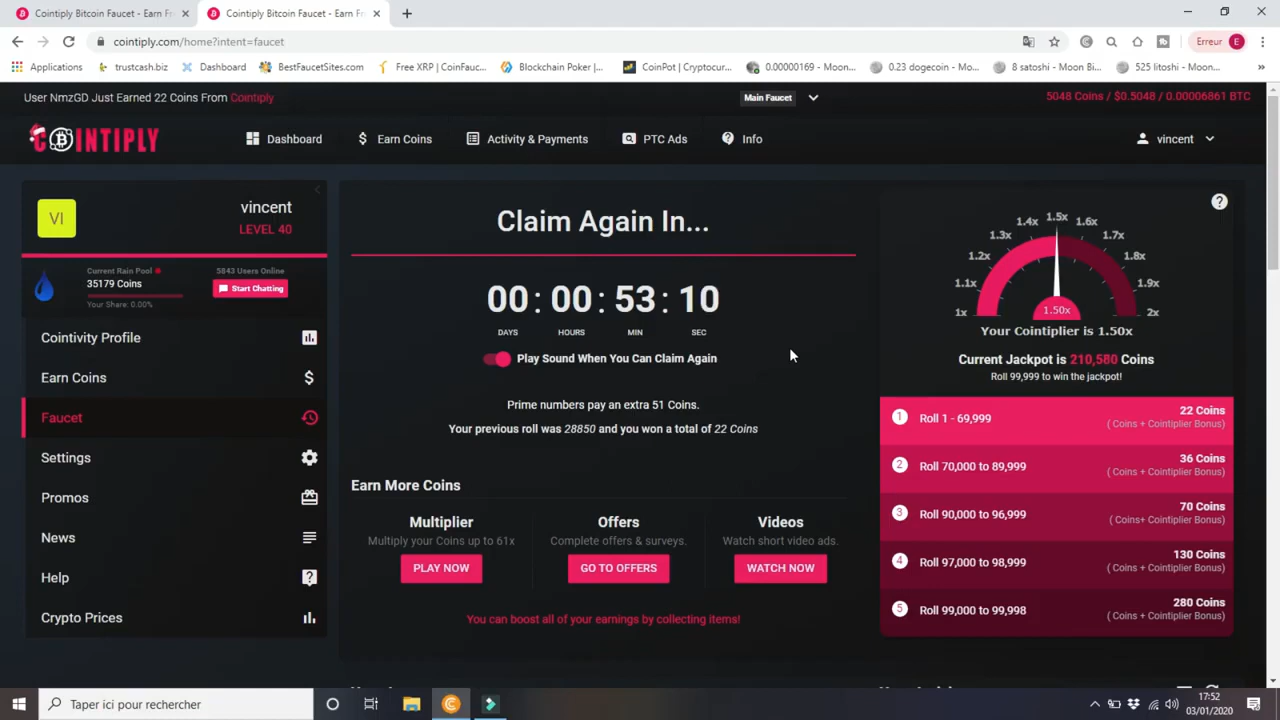 Cointiply Bitcoin Faucet - Earn Fr
Cointiply Bitcoin Faucet - Earn Fr
cointiply.com/home?intent=faucet
Erreur E
Applications
trustcash.biz
Dashboard
BestFaucetSites.com
Free XRP | CoinFauc...
Blockchain Poker |...
CoinPot | Cryptocur...
0.00000169 - Moon...
0.23 dogecoin - Mo...
8 satoshi - Moon Bi...
525 litoshi - Moon...
»
User NmzGD Just Earned 22 Coins From Cointiply
Main Faucet
5048 Coins / $0.5048 / 0.00006861 BTC
COINTIPLY
Dashboard
Earn Coins
Activity & Payments
PTC Ads
Info
vincent
VI
vincent
LEVEL 40
Current Rain Pool
35179 Coins
Your Share: 0.00%
5843 Users Online
Start Chatting
Cointivity Profile
Earn Coins
Faucet
Settings
Promos
News
Help
Crypto Prices
Claim Again In...
00 : 00 : 53 : 10
DAYS HOURS MIN SEC
Play Sound When You Can Claim Again
Prime numbers pay an extra 51 Coins.
Your previous roll was 28850 and you won a total of 22 Coins
Earn More Coins
Multiplier
Multiply your Coins up to 61x
PLAY NOW
Offers
Complete offers & surveys.
GO TO OFFERS
Videos
Watch short video ads.
WATCH NOW
You can boost all of your earnings by collecting items!
?
1x
1.1x
1.2x
1.3x
1.4x
1.5x
1.6x
1.7x
1.8x
1.9x
2x
1.50x
Your Cointiplier is 1.50x
Current Jackpot is 210,580 Coins
Roll 99,999 to win the jackpot!
1 Roll 1 - 69,999 22 Coins
( Coins + Cointiplier Bonus)
2 Roll 70,000 to 89,999 36 Coins
( Coins + Cointiplier Bonus)
3 Roll 90,000 to 96,999 70 Coins
( Coins+ Cointiplier Bonus)
4 Roll 97,000 to 98,999 130 Coins
( Coins + Cointiplier Bonus)
5 Roll 99,000 to 99,998 280 Coins
( Coins + Cointiplier Bonus)
Taper ici pour rechercher
17:52
03/01/2020